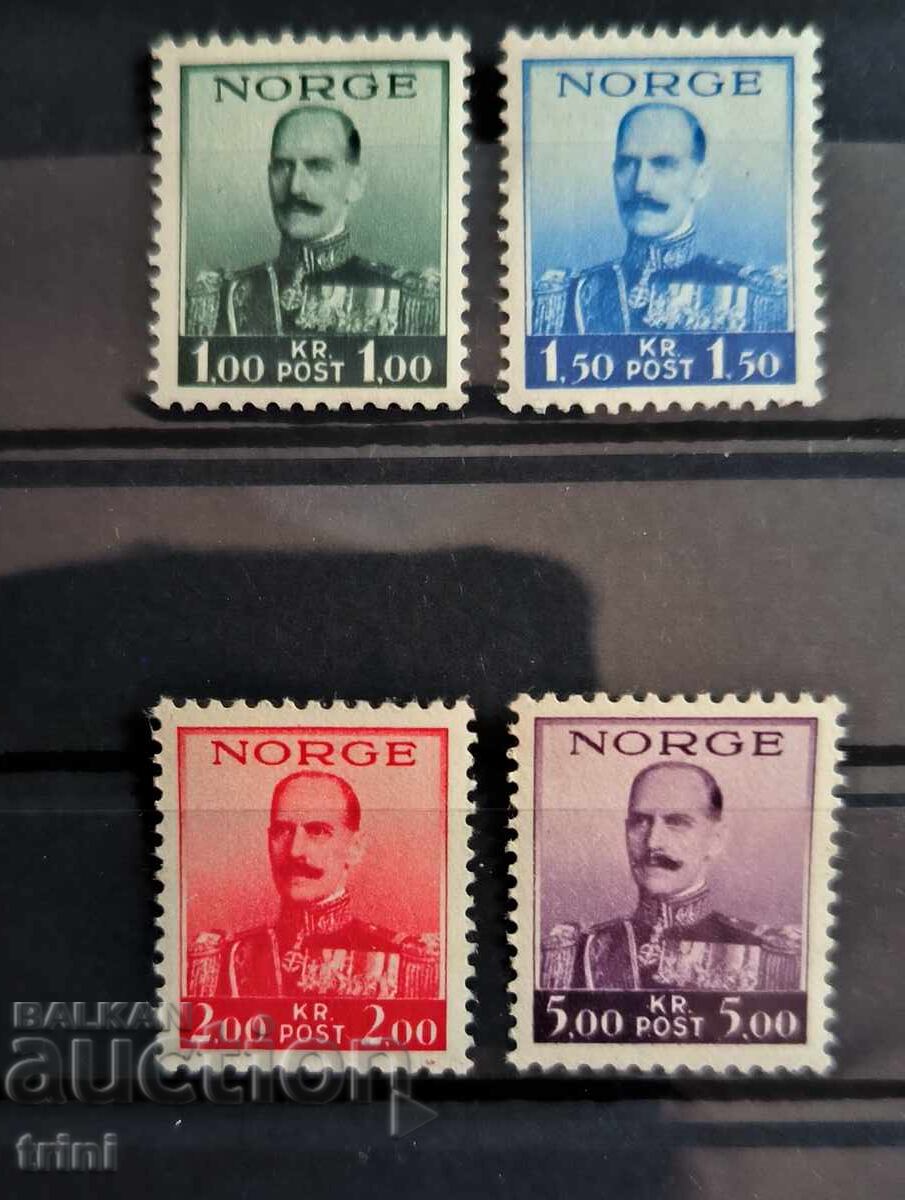 NORGE
1,00 KR. POST 1,00
NORGE
1,50 KR. POST 1,50
NORGE
2,00 KR. POST 2,00
NORGE
5,00 KR. POST 5,00
BALKAN
auction
trini